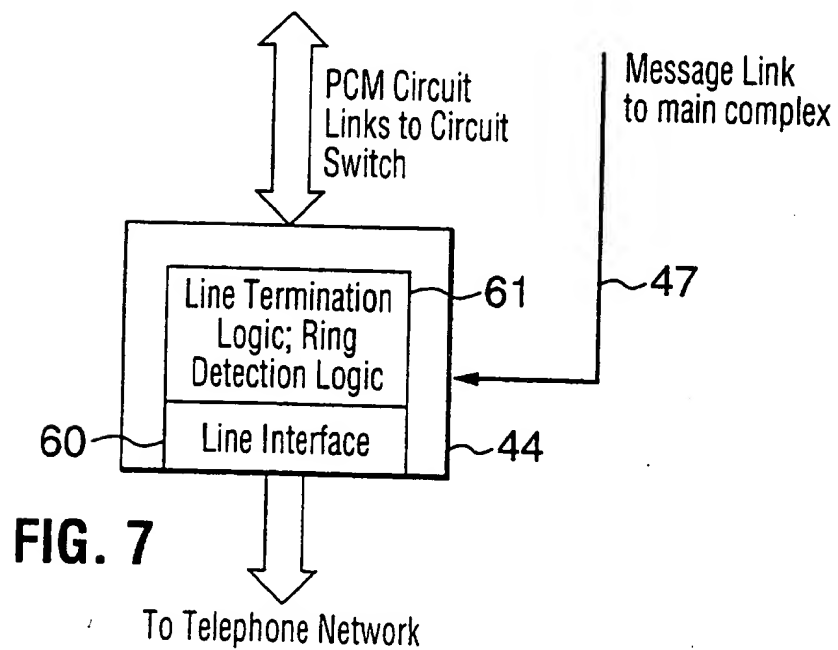 PCM Circuit
Links to Circuit
Switch
Message Link
to main complex
47
61
Line Termination
Logic; Ring
Detection Logic
60
Line Interface
44
FIG. 7
To Telephone Network